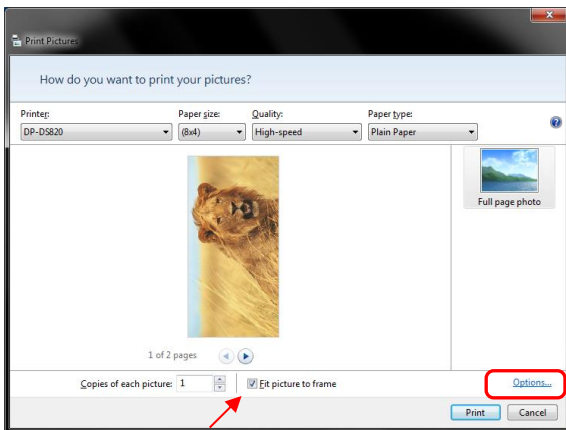 Print Pictures
How do you want to print your pictures?
Printer: Paper size: Quality: Paper type:
DP-DS820 (8x4) High-speed Plain Paper
Full page photo
1 of 2 pages
Copies of each picture: 1 Fit picture to frame Options...
Print Cancel